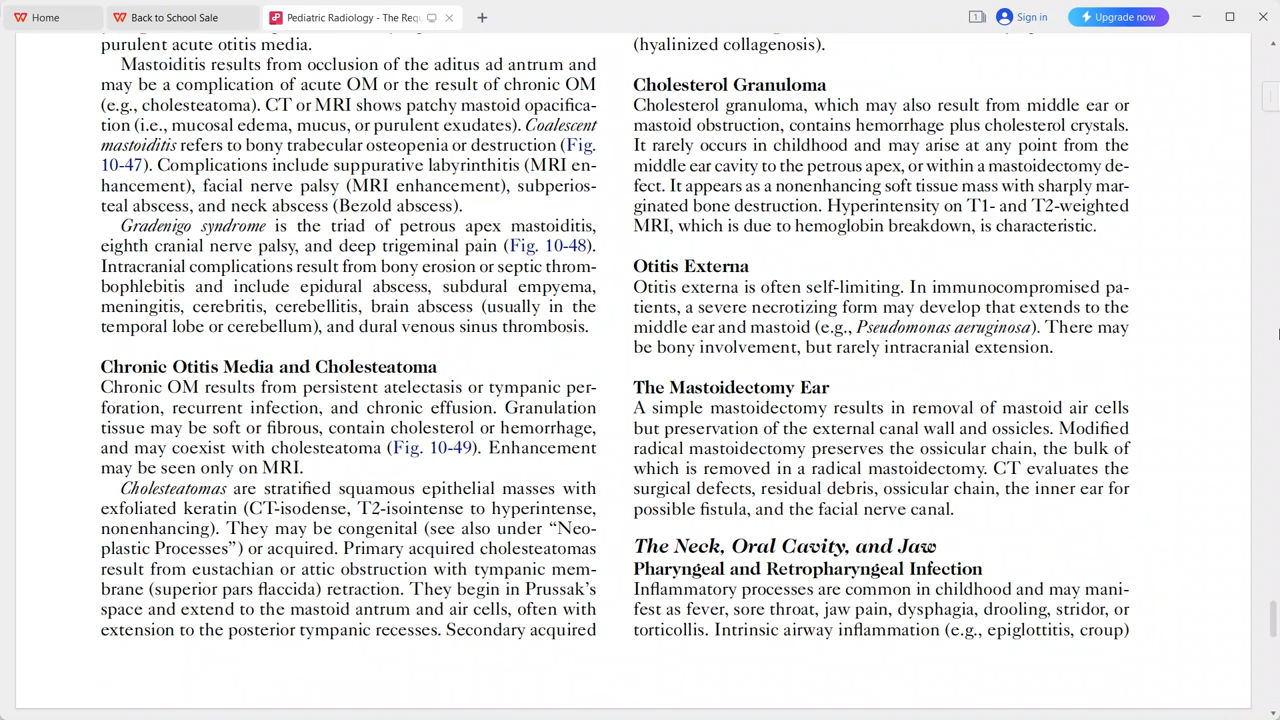 Home
Back to School Sale
Pediatric Radiology - The Req
1
Sign in
Upgrade now
purulent acute otitis media.
Mastoiditis results from occlusion of the aditus ad antrum and
may be a complication of acute OM or the result of chronic OM
(e.g., cholesteatoma). CT or MRI shows patchy mastoid opacifica-
tion (i.e., mucosal edema, mucus, or purulent exudates). Coalescent
mastoiditis refers to bony trabecular osteopenia or destruction (Fig.
10-47). Complications include suppurative labyrinthitis (MRI en-
hancement), facial nerve palsy (MRI enhancement), subperios-
teal abscess, and neck abscess (Bezold abscess).
Gradenigo syndrome is the triad of petrous apex mastoiditis,
eighth cranial nerve palsy, and deep trigeminal pain (Fig. 10-48).
Intracranial complications result from bony erosion or septic throm-
bophlebitis and include epidural abscess, subdural empyema,
meningitis, cerebritis, cerebellitis, brain abscess (usually in the
temporal lobe or cerebellum), and dural venous sinus thrombosis.
Chronic Otitis Media and Cholesteatoma
Chronic OM results from persistent atelectasis or tympanic per-
foration, recurrent infection, and chronic effusion. Granulation
tissue may be soft or fibrous, contain cholesterol or hemorrhage,
and may coexist with cholesteatoma (Fig. 10-49). Enhancement
may be seen only on MRI.
Cholesteatomas are stratified squamous epithelial masses with
exfoliated keratin (CT-isodense, T2-isointense to hyperintense,
nonenhancing). They may be congenital (see also under “Neo-
plastic Processes”) or acquired. Primary acquired cholesteatomas
result from eustachian or attic obstruction with tympanic mem-
brane (superior pars flaccida) retraction. They begin in Prussak’s
space and extend to the mastoid antrum and air cells, often with
extension to the posterior tympanic recesses. Secondary acquired
(hyalinized collagenosis).
Cholesterol Granuloma
Cholesterol granuloma, which may also result from middle ear or
mastoid obstruction, contains hemorrhage plus cholesterol crystals.
It rarely occurs in childhood and may arise at any point from the
middle ear cavity to the petrous apex, or within a mastoidectomy de-
fect. It appears as a nonenhancing soft tissue mass with sharply mar-
ginated bone destruction. Hyperintensity on T1- and T2-weighted
MRI, which is due to hemoglobin breakdown, is characteristic.
Otitis Externa
Otitis externa is often self-limiting. In immunocompromised pa-
tients, a severe necrotizing form may develop that extends to the
middle ear and mastoid (e.g., Pseudomonas aeruginosa). There may
be bony involvement, but rarely intracranial extension.
The Mastoidectomy Ear
A simple mastoidectomy results in removal of mastoid air cells
but preservation of the external canal wall and ossicles. Modified
radical mastoidectomy preserves the ossicular chain, the bulk of
which is removed in a radical mastoidectomy. CT evaluates the
surgical defects, residual debris, ossicular chain, the inner ear for
possible fistula, and the facial nerve canal.
The Neck, Oral Cavity, and Jaw
Pharyngeal and Retropharyngeal Infection
Inflammatory processes are common in childhood and may mani-
fest as fever, sore throat, jaw pain, dysphagia, drooling, stridor, or
torticollis. Intrinsic airway inflammation (e.g., epiglottitis, croup)